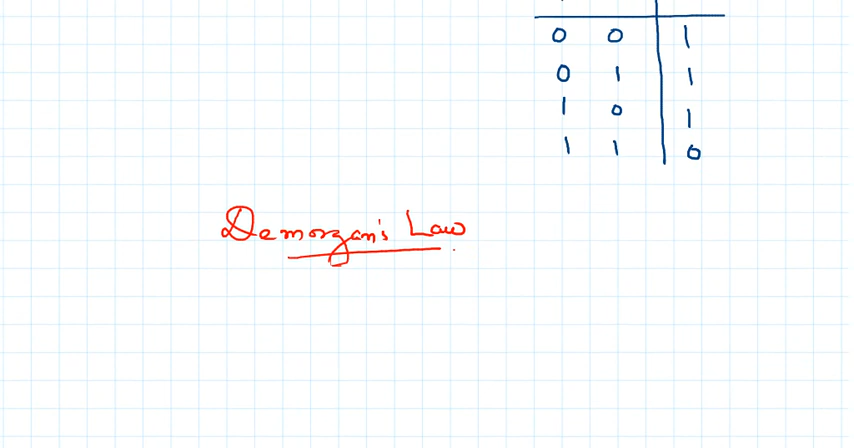 0 0 1
0 1 1
1 0 1
1 1 0
Demorgan's Law